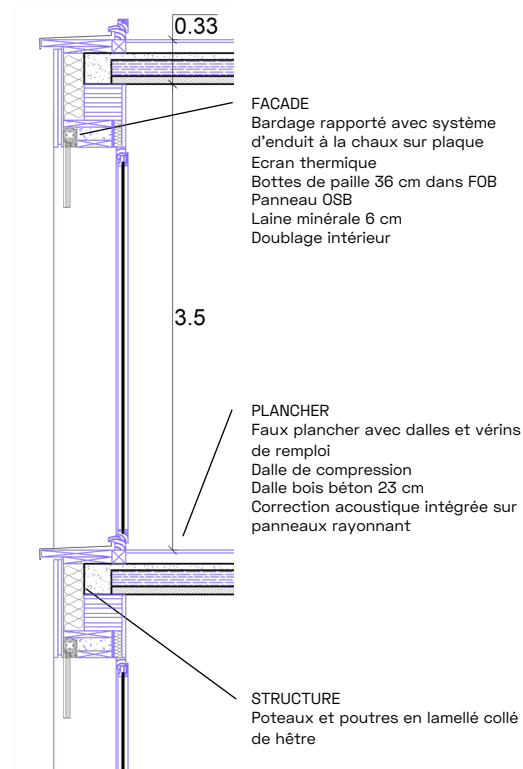 0.33
FACADE
Bardage rapporté avec système
d'enduit à la chaux sur plaque
Ecran thermique
Bottes de paille 36 cm dans FOB
Panneau OSB
Laine minérale 6 cm
Doublage intérieur
3.5
PLANCHER
Faux plancher avec dalles et vérins
de remploi
Dalle de compression
Dalle bois béton 23 cm
Correction acoustique intégrée sur
panneaux rayonnant
STRUCTURE
Poteaux et poutres en lamellé collé
de hêtre